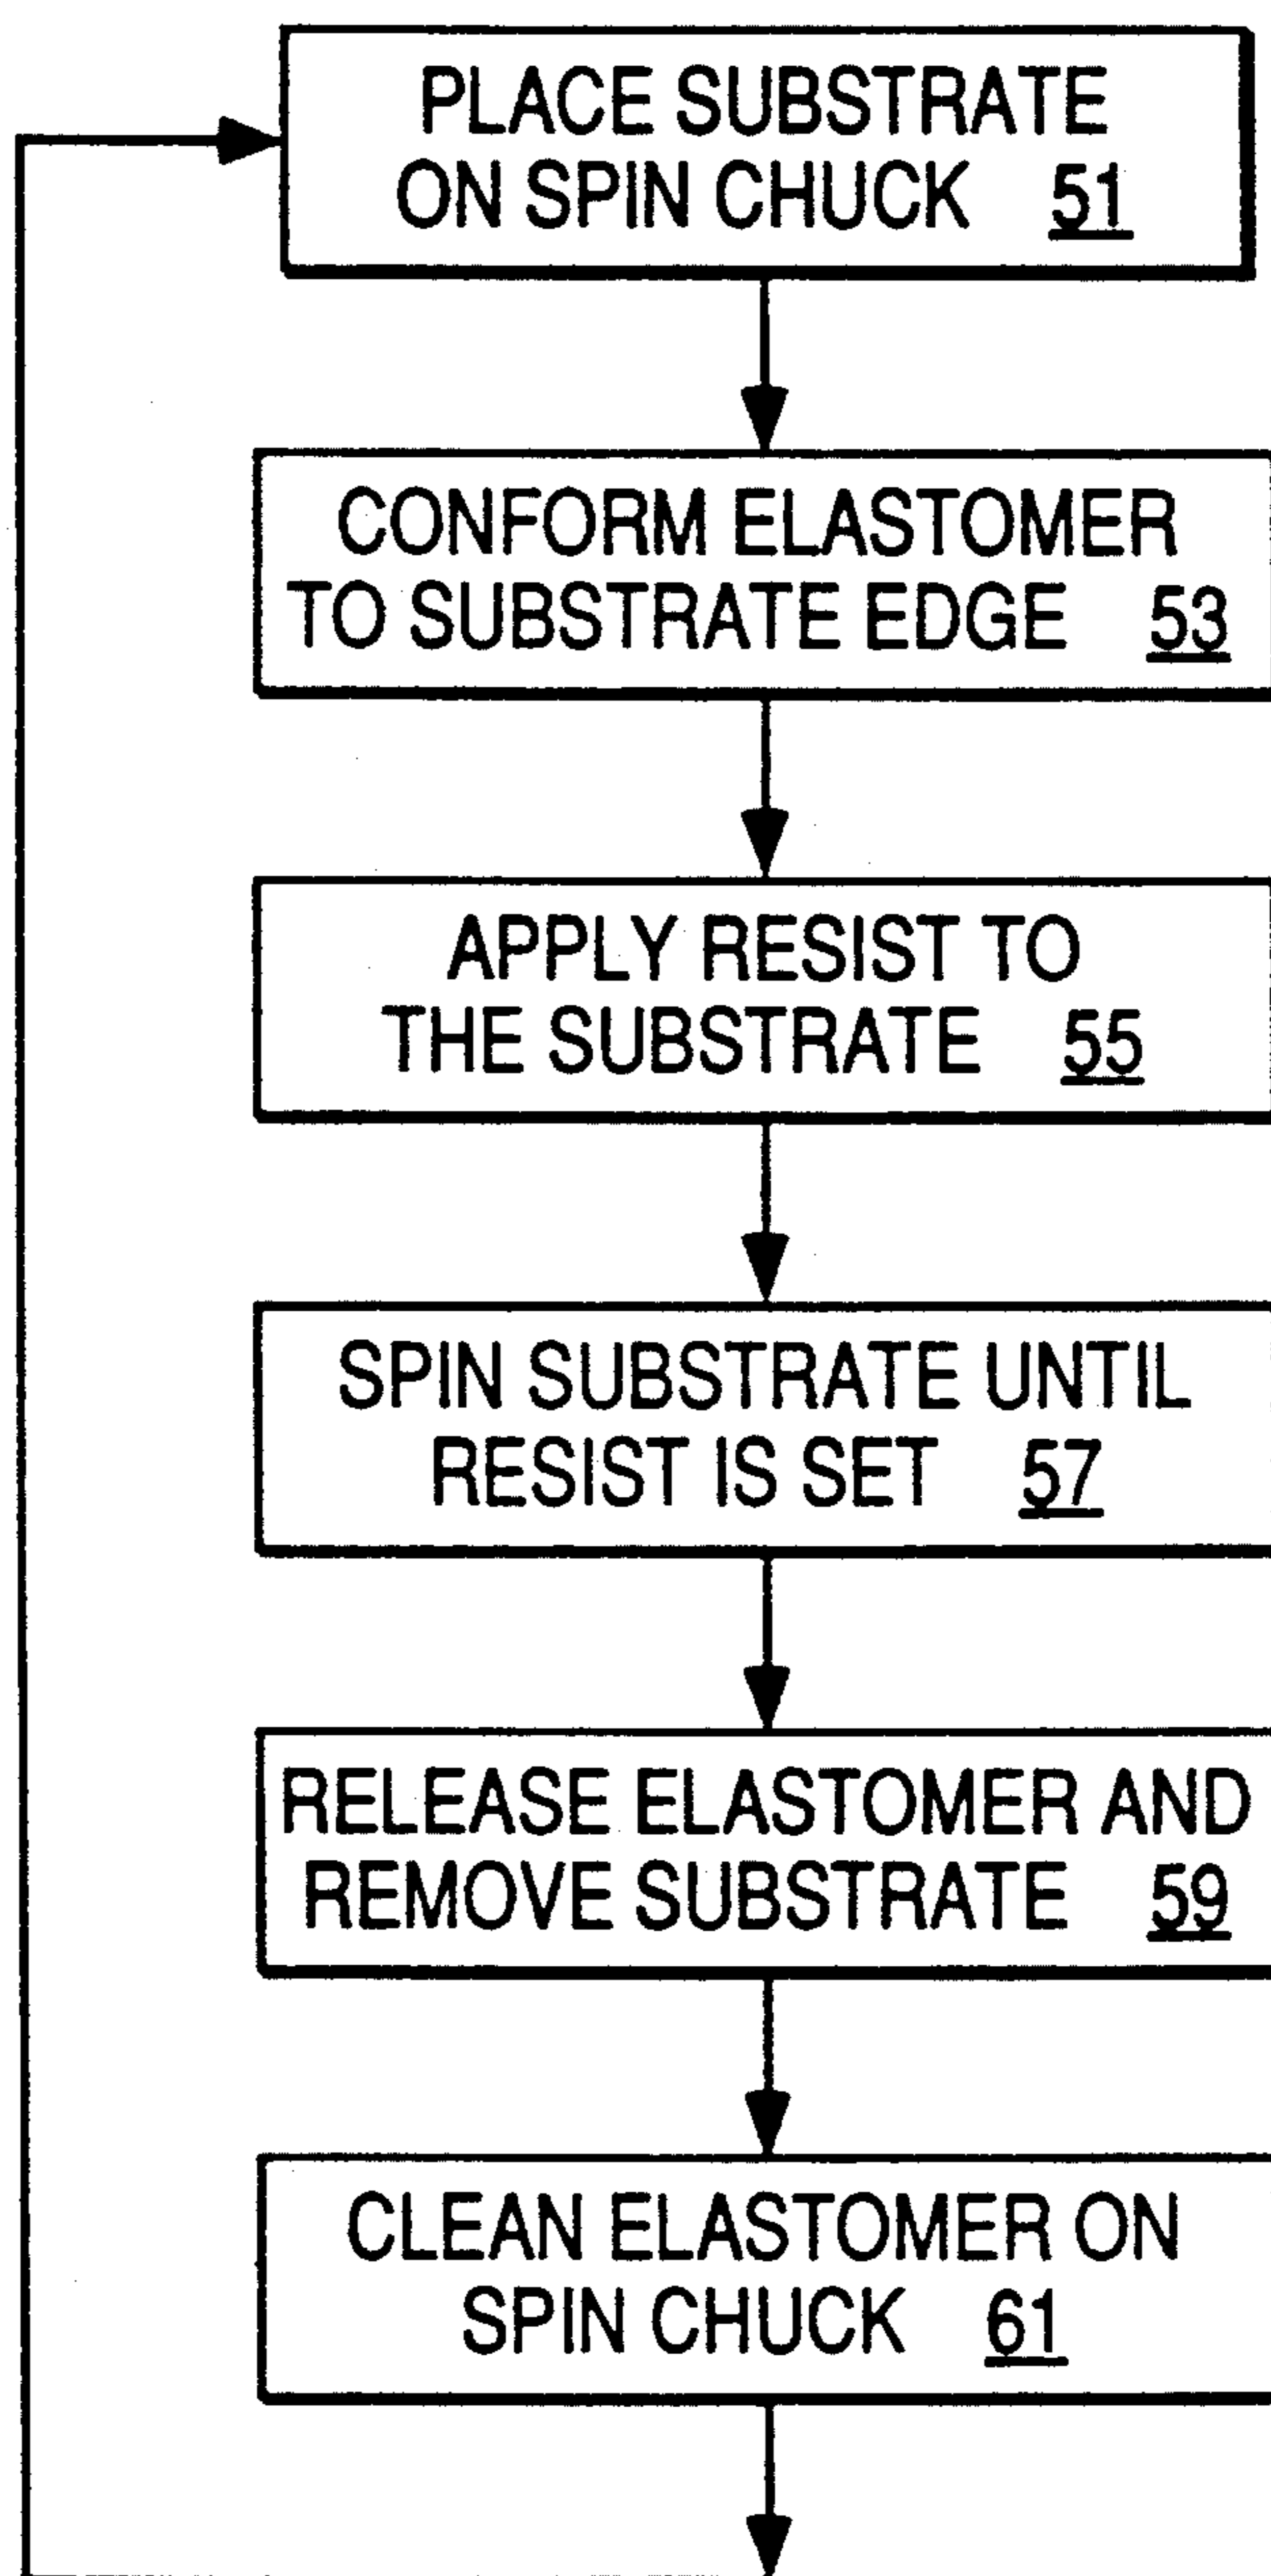 PLACE SUBSTRATE
ON SPIN CHUCK 51
CONFORM ELASTOMER
TO SUBSTRATE EDGE 53
APPLY RESIST TO
THE SUBSTRATE 55
SPIN SUBSTRATE UNTIL
RESIST IS SET 57
RELEASE ELASTOMER AND
REMOVE SUBSTRATE 59
CLEAN ELASTOMER ON
SPIN CHUCK 61